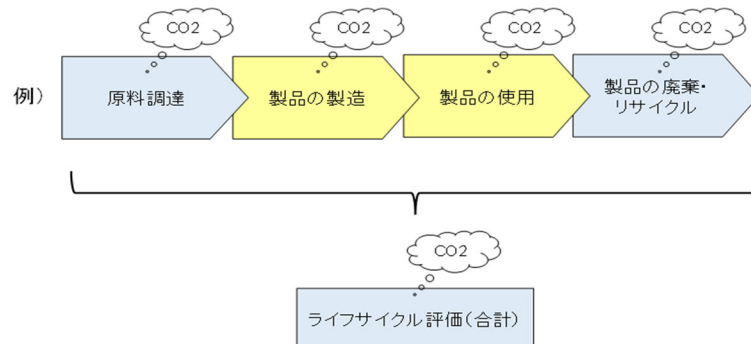 CO2
CO2
CO2
CO2
例）
原料調達
製品の製造
製品の使用
製品の廃棄・
リサイクル
CO2
ライフサイクル評価（合計）